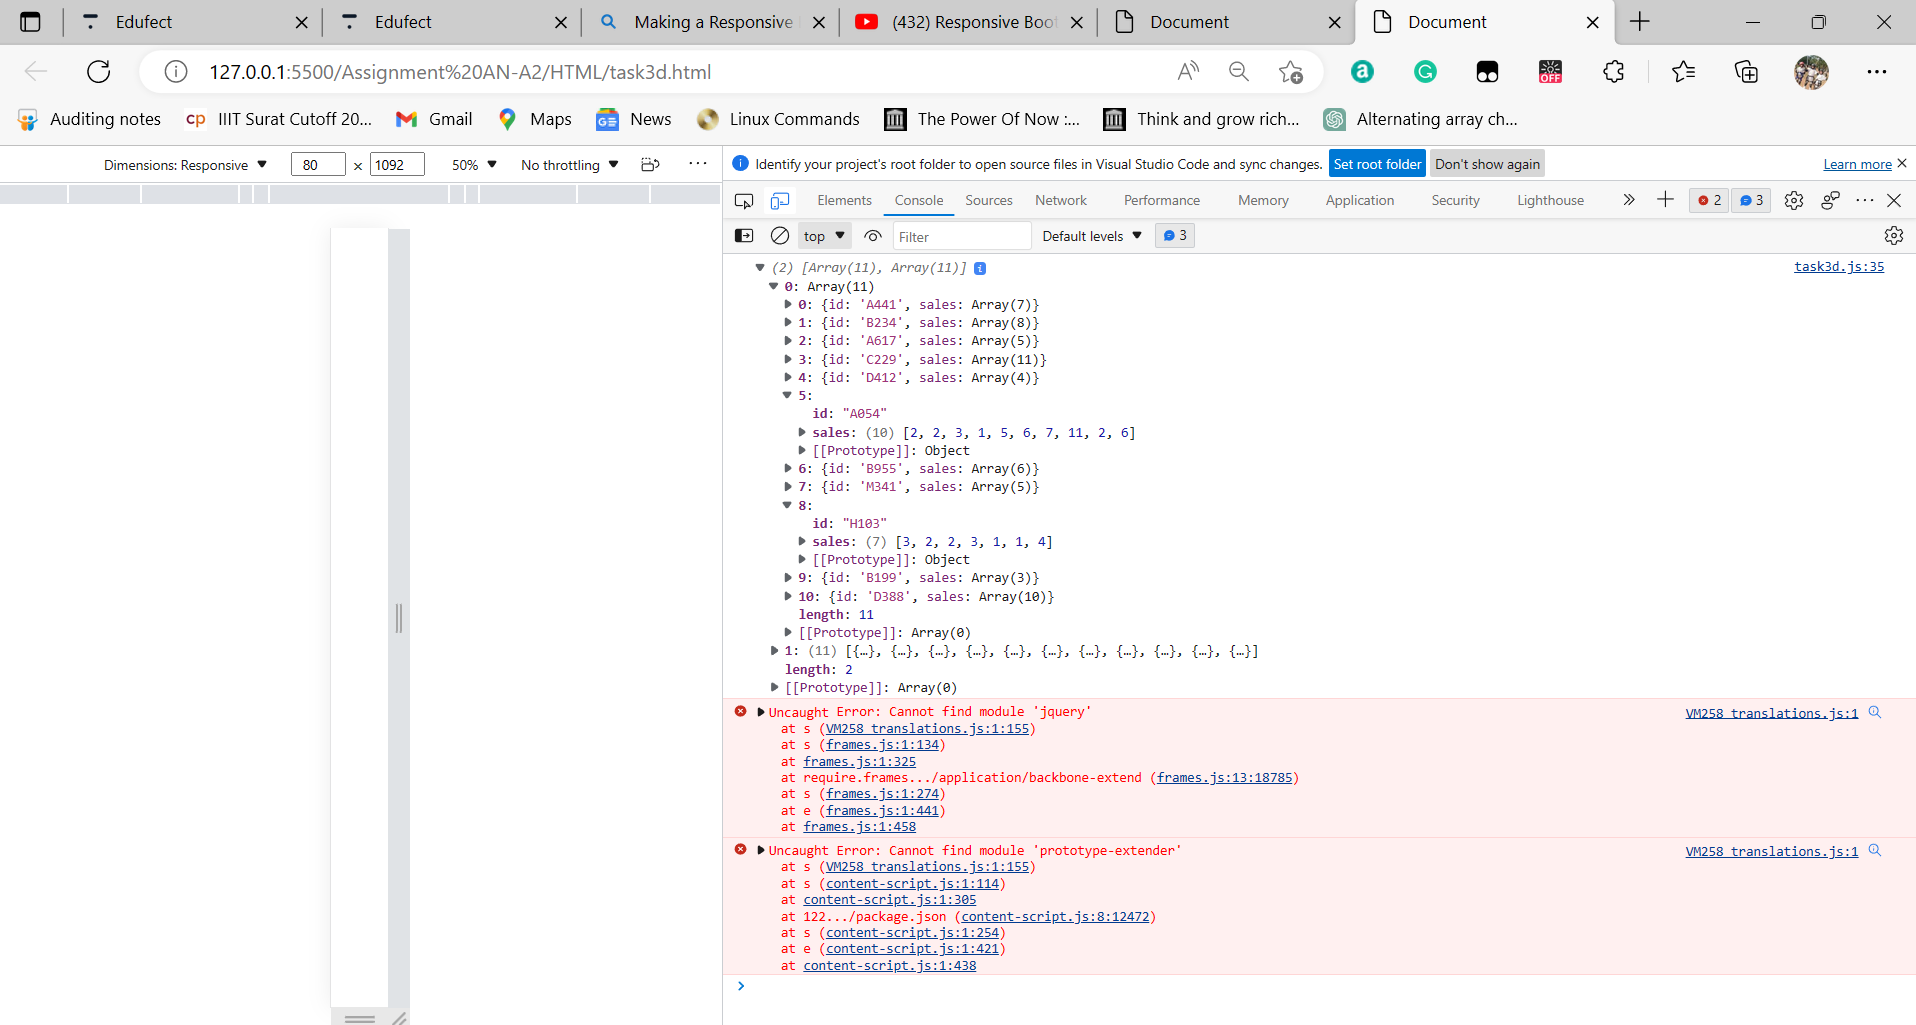 Edufect
Edufect
Making a Responsive
(432) Responsive Boot
Document
Document
127.0.0.1:5500/Assignment%20AN-A2/HTML/task3d.html
A
a
G
OFF
Auditing notes
cp IIIT Surat Cutoff 20...
Gmail
Maps
GE News
Linux Commands
The Power Of Now :...
Think and grow rich...
Alternating array ch...
Dimensions: Responsive ▼ 80 x 1092 50% ▼ No throttling ▼ ...
Identify your project's root folder to open source files in Visual Studio Code and sync changes. Set root folder Don't show again Learn more
Elements Console Sources Network Performance Memory Application Security Lighthouse 2 3
top ▼ Filter Default levels ▼ 3
▼ (2) [Array(11), Array(11)] i task3d.js:35
▼ 0: Array(11)
▶ 0: {id: 'A441', sales: Array(7)}
▶ 1: {id: 'B234', sales: Array(8)}
▶ 2: {id: 'A617', sales: Array(5)}
▶ 3: {id: 'C229', sales: Array(11)}
▶ 4: {id: 'D412', sales: Array(4)}
▼ 5:
id: "A054"
▶ sales: (10) [2, 2, 3, 1, 5, 6, 7, 11, 2, 6]
▶ [[Prototype]]: Object
▶ 6: {id: 'B955', sales: Array(6)}
▶ 7: {id: 'M341', sales: Array(5)}
▼ 8:
id: "H103"
▶ sales: (7) [3, 2, 2, 3, 1, 1, 4]
▶ [[Prototype]]: Object
▶ 9: {id: 'B199', sales: Array(3)}
▶ 10: {id: 'D388', sales: Array(10)}
length: 11
▶ [[Prototype]]: Array(0)
▶ 1: (11) [{…}, {…}, {…}, {…}, {…}, {…}, {…}, {…}, {…}, {…}, {…}]
length: 2
▶ [[Prototype]]: Array(0)
▶ Uncaught Error: Cannot find module 'jquery' VM258 translations.js:1
at s (VM258 translations.js:1:155)
at s (frames.js:1:134)
at frames.js:1:325
at require.frames.../application/backbone-extend (frames.js:13:18785)
at s (frames.js:1:274)
at e (frames.js:1:441)
at frames.js:1:458
▶ Uncaught Error: Cannot find module 'prototype-extender' VM258 translations.js:1
at s (VM258 translations.js:1:155)
at s (content-script.js:1:114)
at content-script.js:1:305
at 122.../package.json (content-script.js:8:12472)
at s (content-script.js:1:254)
at e (content-script.js:1:421)
at content-script.js:1:438